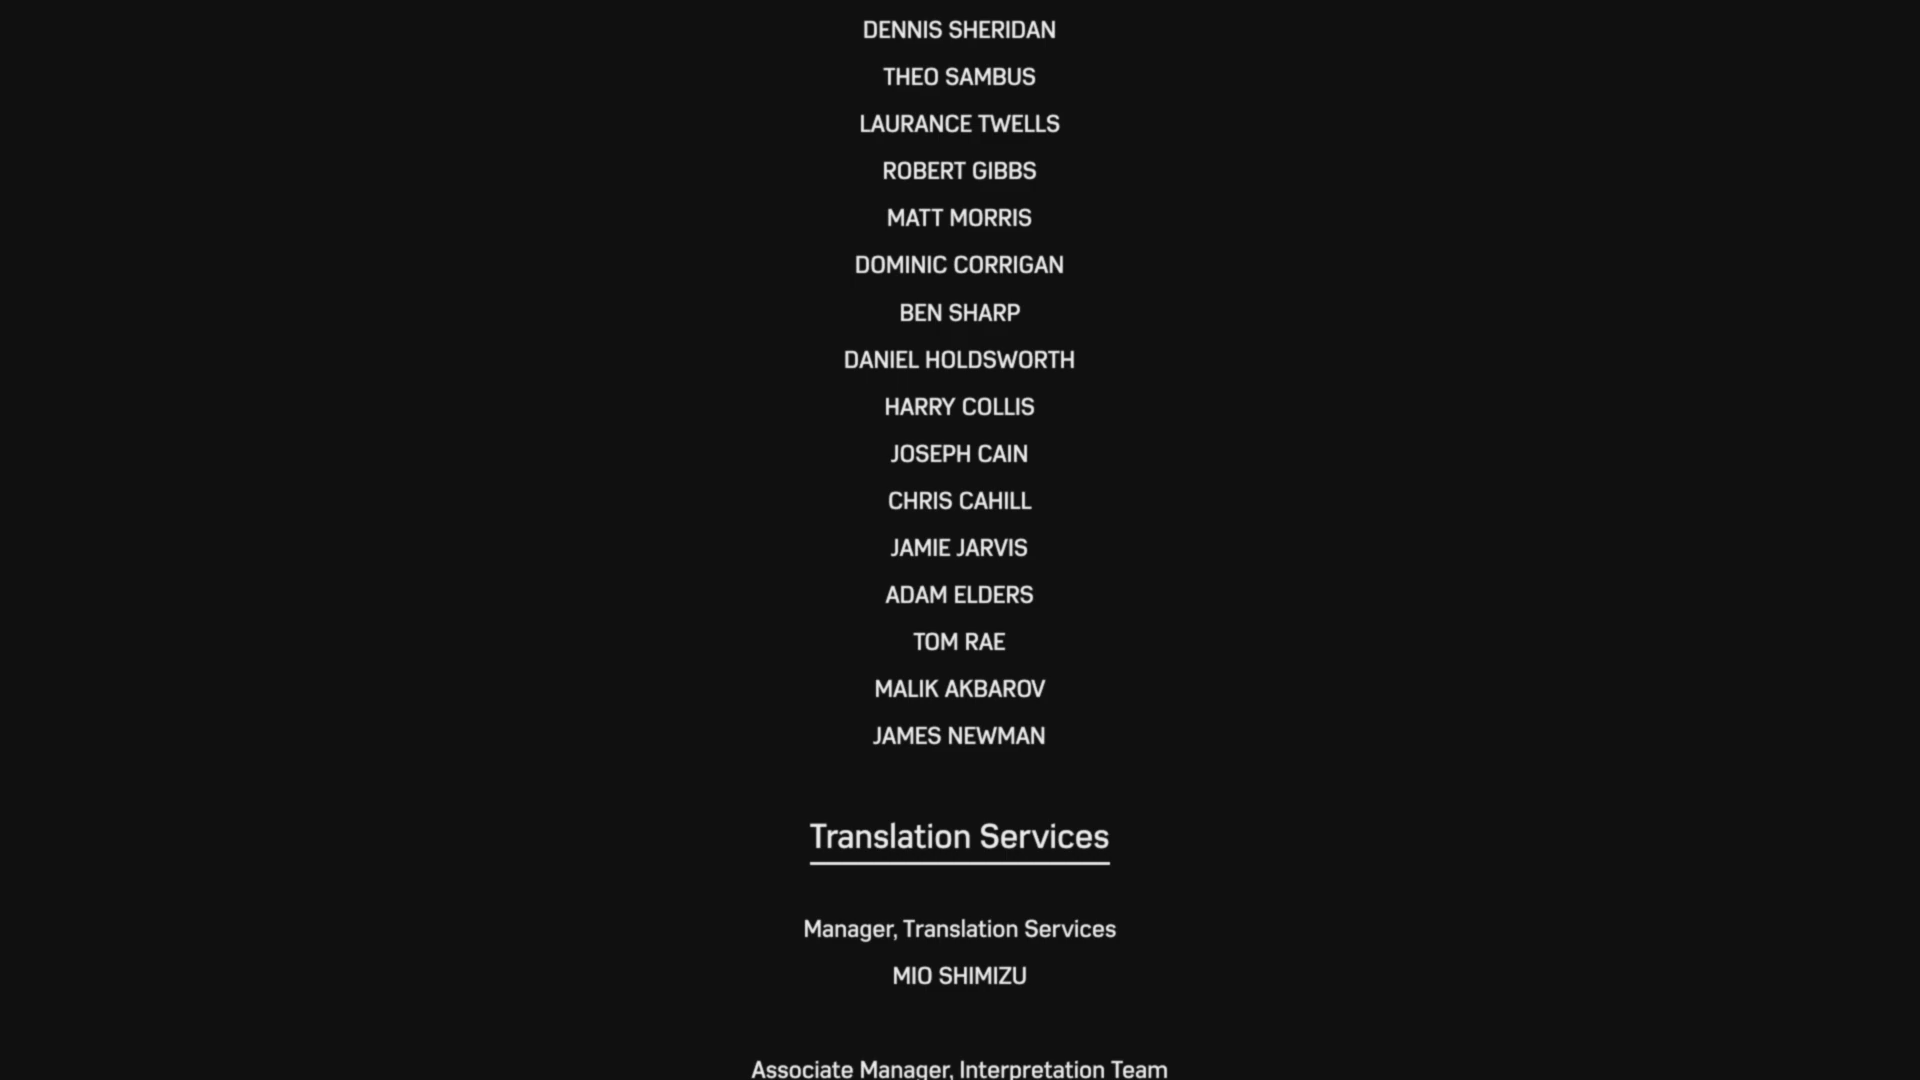 DENNIS SHERIDAN
THEO SAMBUS
LAURANCE TWELLS
ROBERT GIBBS
MATT MORRIS
DOMINIC CORRIGAN
BEN SHARP
DANIEL HOLDSWORTH
HARRY COLLIS
JOSEPH CAIN
CHRIS CAHILL
JAMIE JARVIS
ADAM ELDERS
TOM RAE
MALIK AKBAROV
JAMES NEWMAN
Translation Services
Manager, Translation Services
MIO SHIMIZU
Associate Manager, Interpretation Team